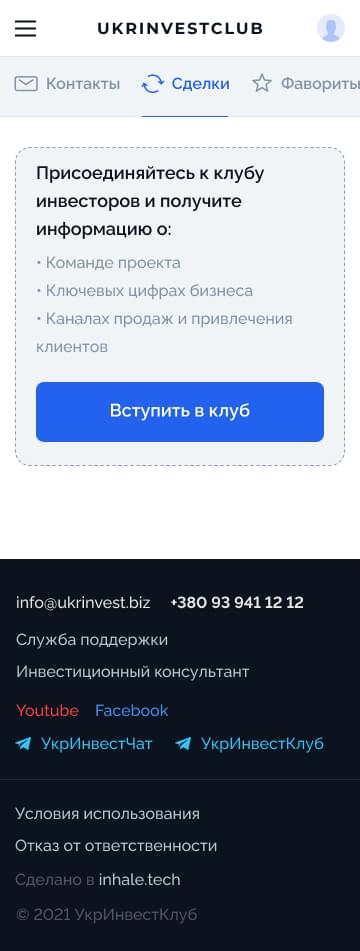 UKRINVESTCLUB
Контакты Сделки Фавориты
Присоединяйтесь к клубу
инвесторов и получите
информацию о:
• Команде проекта
• Ключевых цифрах бизнеса
• Каналах продаж и привлечения
клиентов
Вступить в клуб
info@ukrinvest.biz +380 93 941 12 12
Служба поддержки
Инвестиционный консультант
Youtube Facebook
УкрИнвестЧат УкрИнвестКлуб
Условия использования
Отказ от ответственности
Сделано в inhale.tech
© 2021 УкрИнвестКлуб